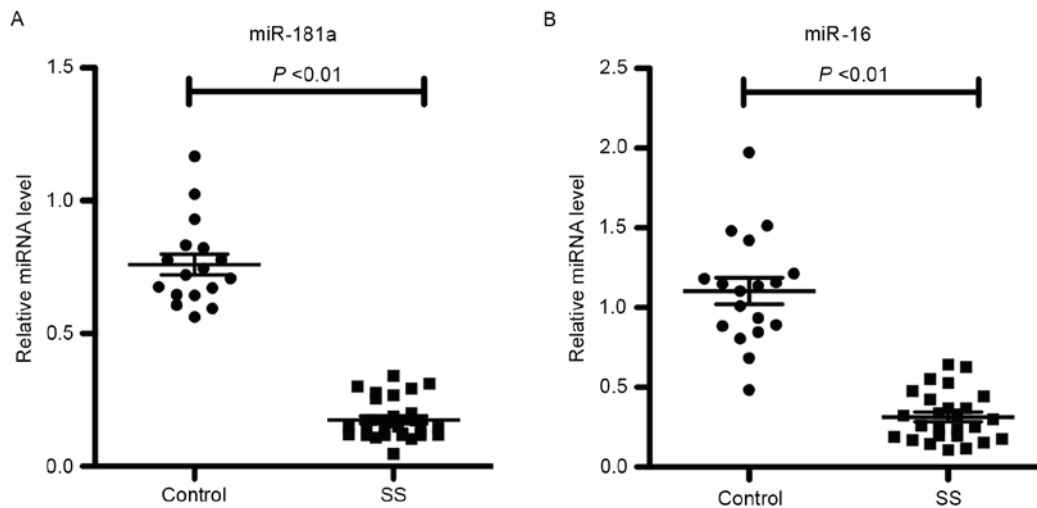 A
miR-181a
P <0.01
Relative miRNA level
1.5
1.0
0.5
0.0
Control
SS
B
miR-16
P <0.01
Relative miRNA level
2.5
2.0
1.5
1.0
0.5
0.0
Control
SS